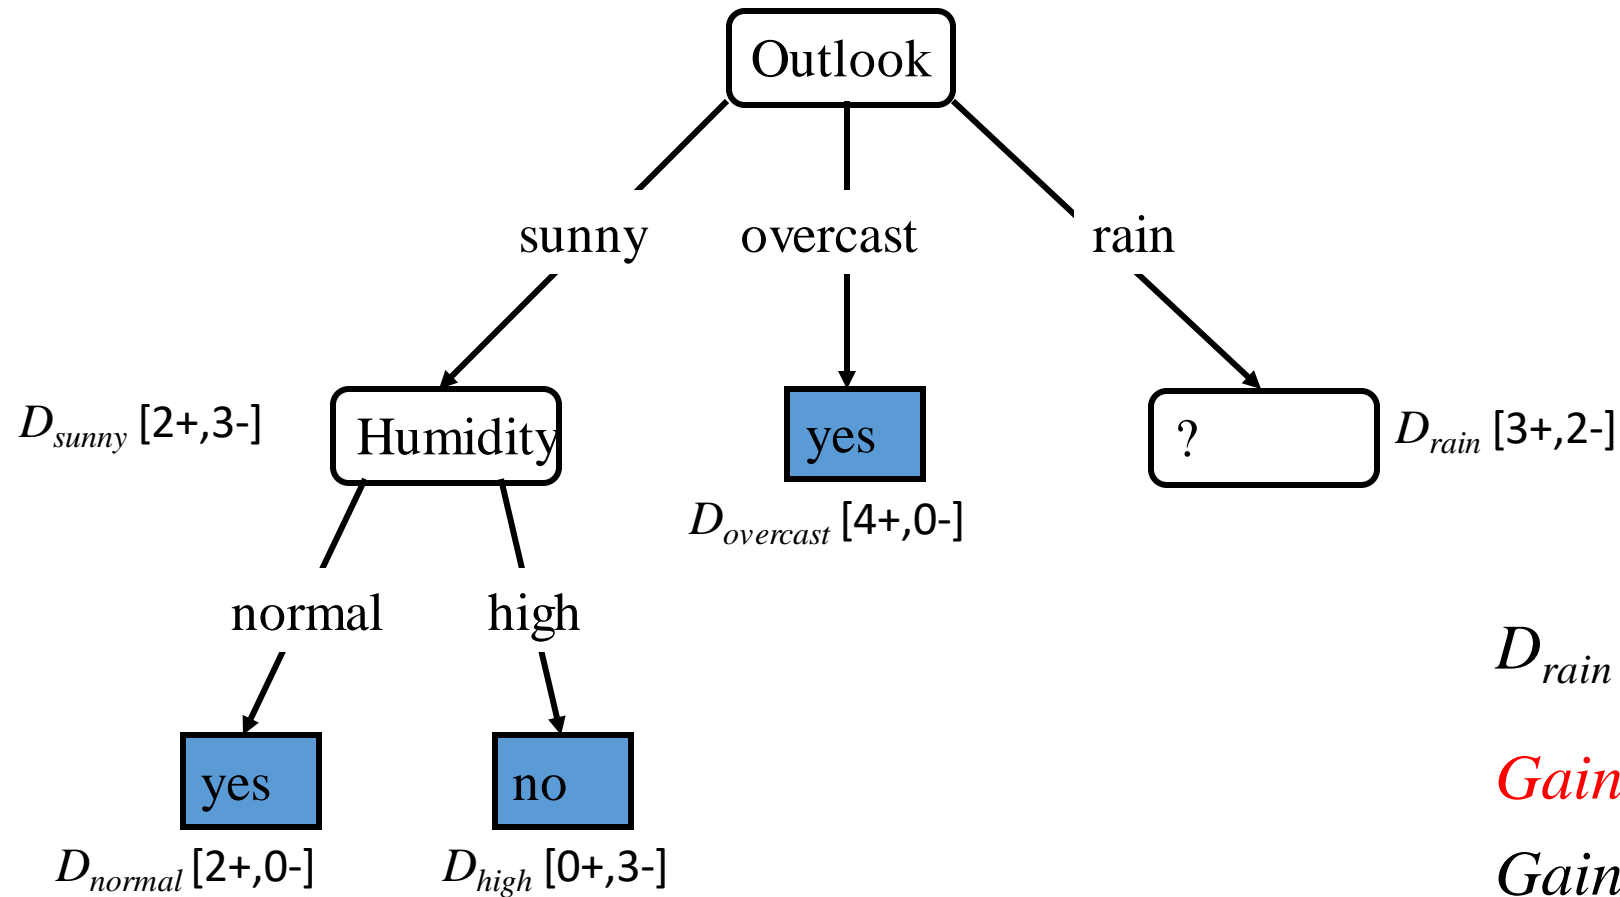 Outlook
sunny overcast rain
D_sunny [2+,3-]
Humidity
yes
?
D_rain [3+,2-]
D_overcast [4+,0-]
normal high
D_rain
yes
no
Gain
D_normal [2+,0-]
D_high [0+,3-]
Gain